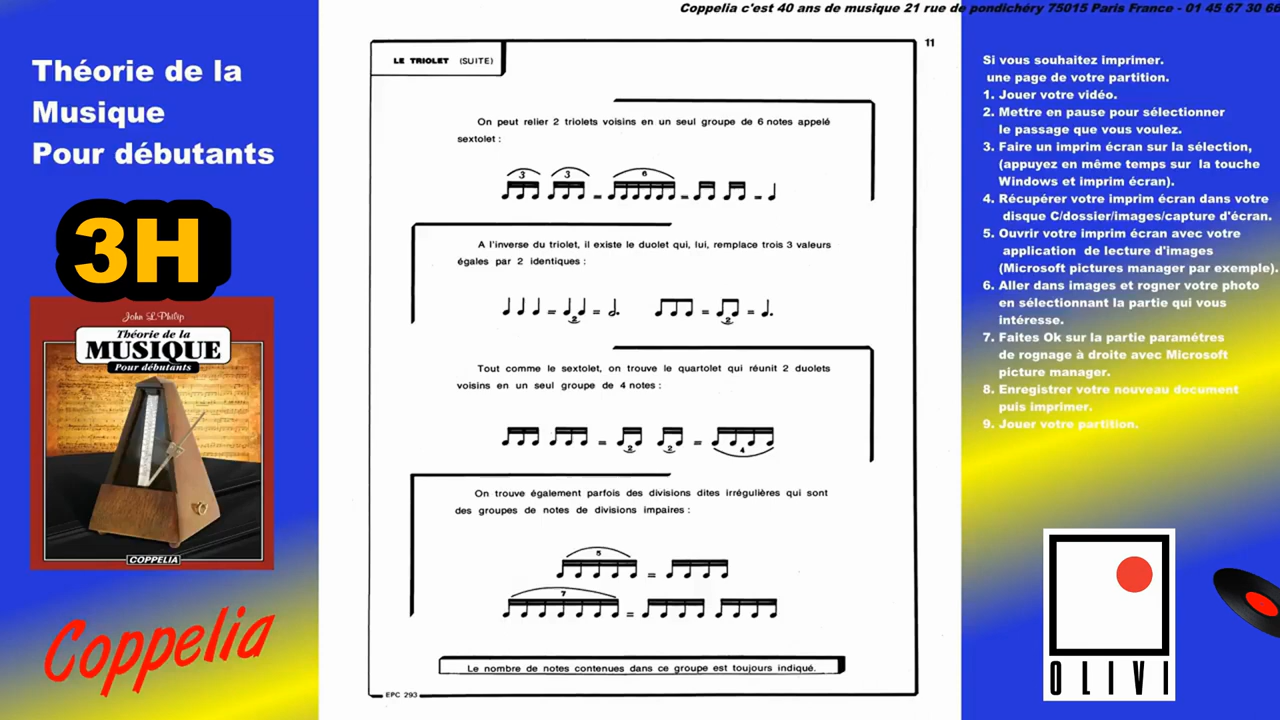 Coppelia c'est 40 ans de musique 21 rue de pondichéry 75015 Paris France - 01 45 67 30 66
Théorie de la
Musique
Pour débutants
3H
John L. Philip
Théorie de la
MUSIQUE
Pour débutants
COPPELIA
Coppelia
11
LE TRIOLET (SUITE)
On peut relier 2 triolets voisins en un seul groupe de 6 notes appelé
sextolet :
3 3 6
A l'inverse du triolet, il existe le duolet qui, lui, remplace trois 3 valeurs
égales par 2 identiques :
2 2
Tout comme le sextolet, on trouve le quartolet qui réunit 2 duolets
voisins en un seul groupe de 4 notes :
2 2 4
On trouve également parfois des divisions dites irrégulières qui sont
des groupes de notes de divisions impaires :
5
7
Le nombre de notes contenues dans ce groupe est toujours indiqué.
EPC 293
Si vous souhaitez imprimer.
une page de votre partition.
1. Jouer votre vidéo.
2. Mettre en pause pour sélectionner
le passage que vous voulez.
3. Faire un imprim écran sur la sélection,
(appuyez en même temps sur la touche
Windows et imprim écran).
4. Récupérer votre imprim écran dans votre
disque C/dossier/images/capture d'écran.
5. Ouvrir votre imprim écran avec votre
application de lecture d'images
(Microsoft pictures manager par exemple).
6. Aller dans images et rogner votre photo
en sélectionnant la partie qui vous
intéresse.
7. Faites Ok sur la partie paramétres
de rognage à droite avec Microsoft
picture manager.
8. Enregistrer votre nouveau document
puis imprimer.
9. Jouer votre partition.
OLIVI